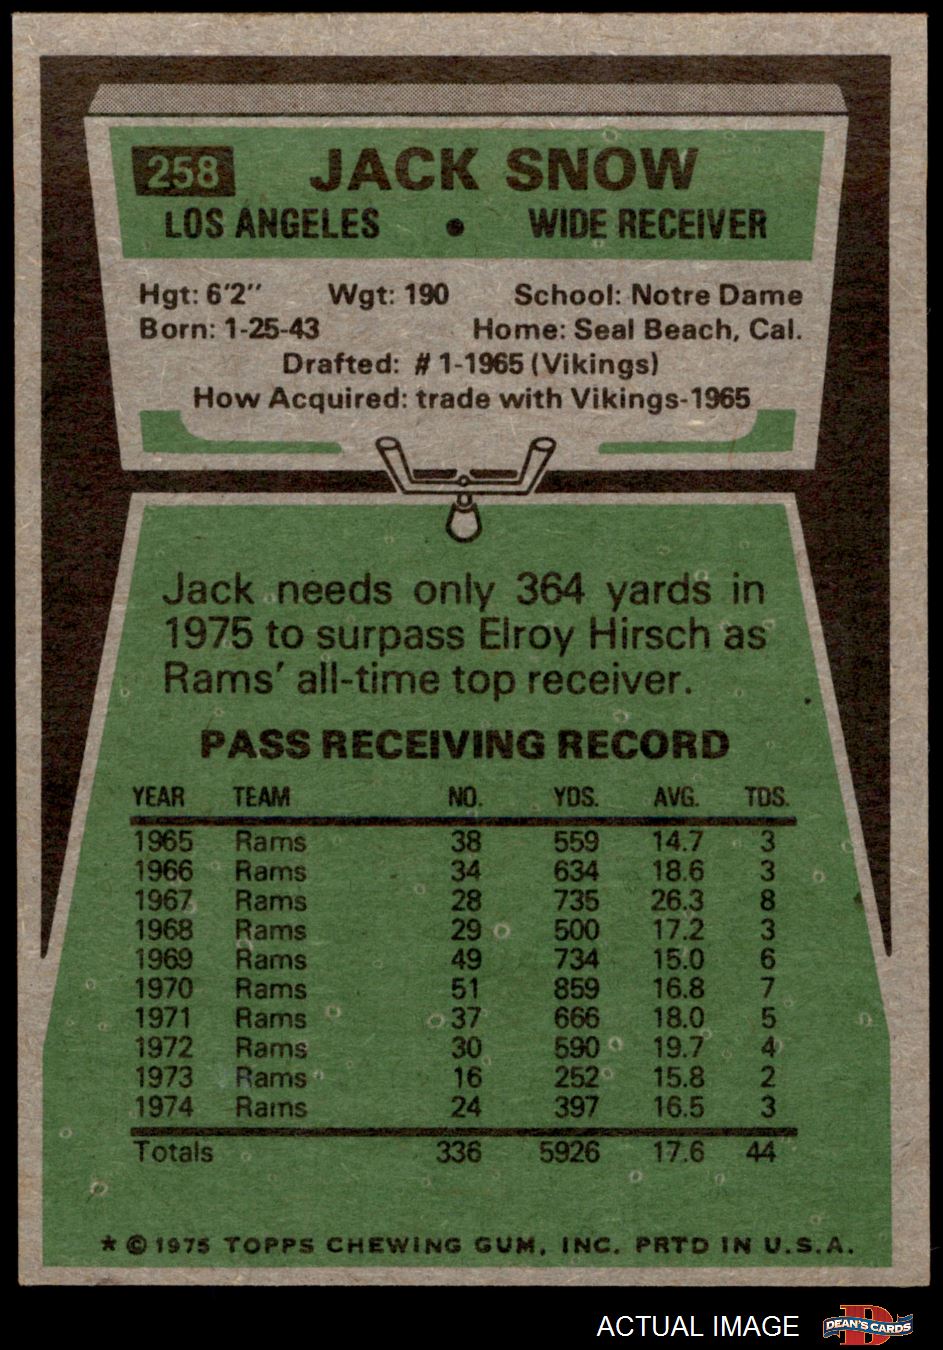 258 JACK SNOW
LOS ANGELES • WIDE RECEIVER
Hgt: 6'2" Wgt: 190 School: Notre Dame
Born: 1-25-43 Home: Seal Beach, Cal.
Drafted: #1-1965 (Vikings)
How Acquired: trade with Vikings-1965
Jack needs only 364 yards in
1975 to surpass Elroy Hirsch as
Rams' all-time top receiver.
PASS RECEIVING RECORD
YEAR TEAM NO. YDS. AVG. TDS.
1965 Rams 38 559 14.7 3
1966 Rams 34 634 18.6 3
1967 Rams 28 735 26.3 8
1968 Rams 29 500 17.2 3
1969 Rams 49 734 15.0 6
1970 Rams 51 859 16.8 7
1971 Rams 37 666 18.0 5
1972 Rams 30 590 19.7 4
1973 Rams 16 252 15.8 2
1974 Rams 24 397 16.5 3
Totals 336 5926 17.6 44
* © 1975 TOPPS CHEWING GUM, INC. PRTD IN U.S.A.
ACTUAL IMAGE DEAN'S CARDS